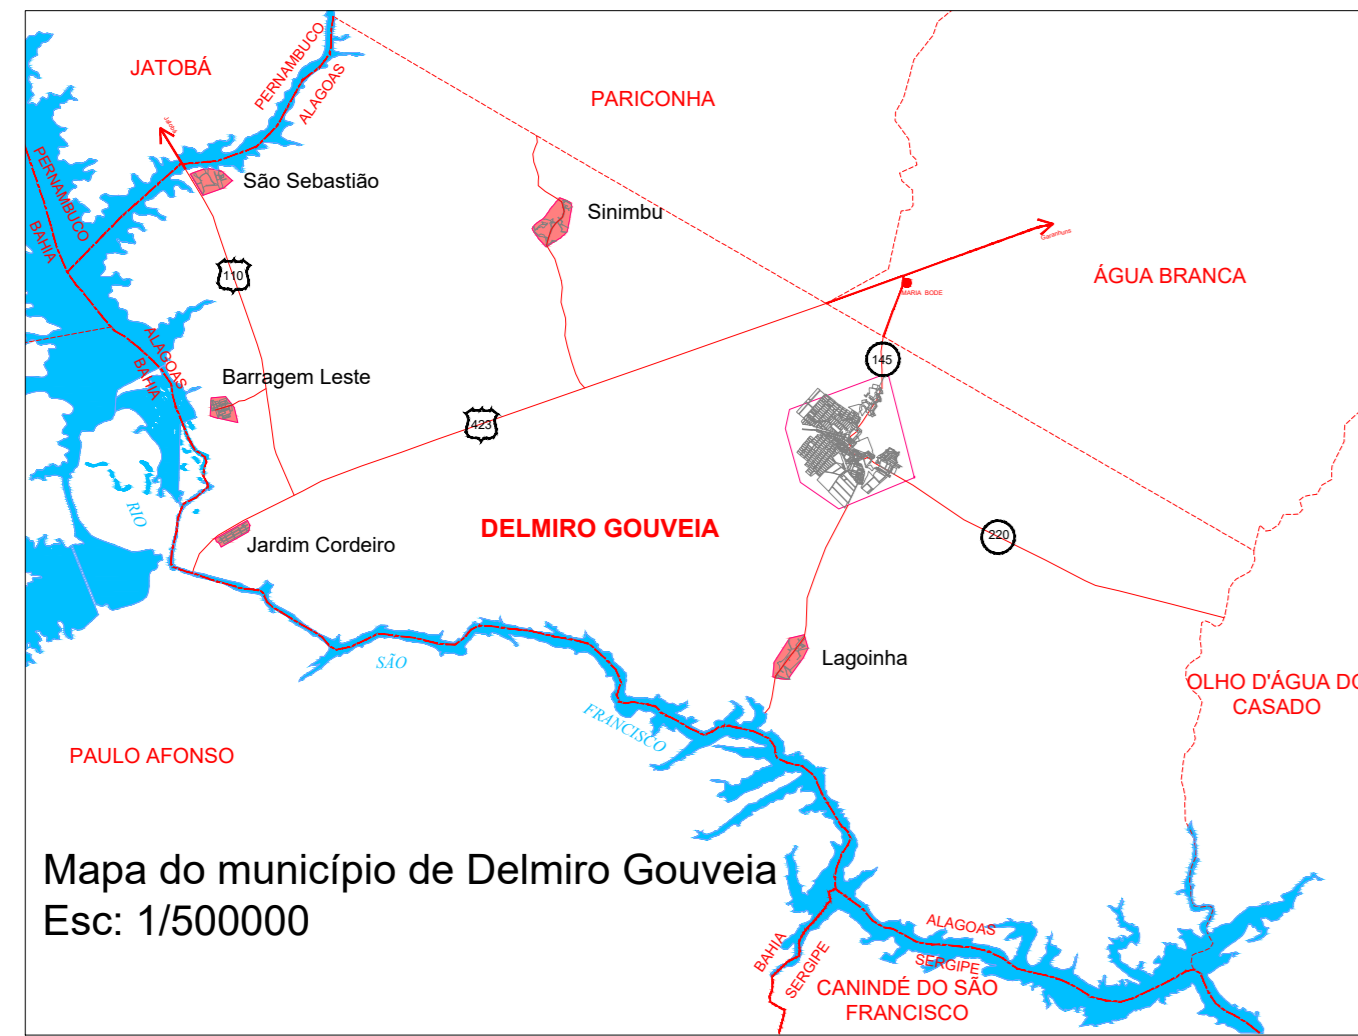 JATOBÁ
PERNAMBUCO
ALAGOAS
PARICONHA
Jatobá
PERNAMBUCO
BAHIA
São Sebastião
Sinimbu
Garanhuns
110
ÁGUA BRANCA
MARIA BODE
ALAGOAS
BAHIA
145
Barragem Leste
423
RIO
DELMIRO GOUVEIA
220
Jardim Cordeiro
SÃO
Lagoinha
OLHO D'ÁGUA DO
CASADO
FRANCISCO
PAULO AFONSO
Mapa do município de Delmiro Gouveia
Esc: 1/500000
ALAGOAS
SERGIPE
BAHIA
SERGIPE
CANINDÉ DO SÃO
FRANCISCO